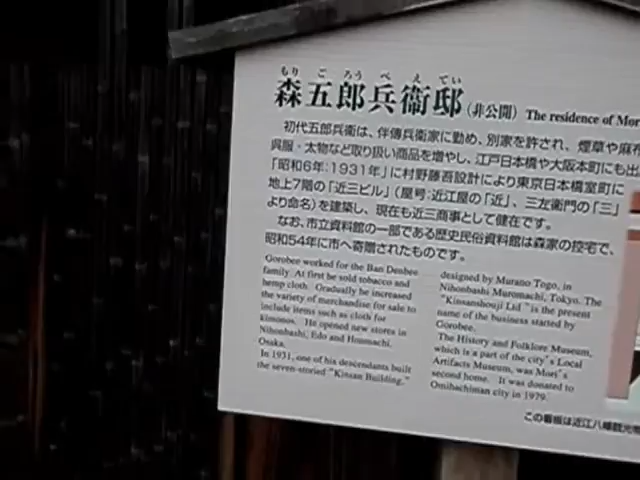 もり ご ろう べ え てい
森五郎兵衞邸(非公開) The residence of Mor
初代五郎兵衛は、伴傳兵衛家に勤め、別家を許され、煙草や麻布
呉服・太物など取り扱い商品を増やし、江戸日本橋や大阪本町にも出
「昭和6年:1931年」に村野藤吾設計により東京日本橋室町に
地上7階の「近三ビル」(屋号:近江屋の「近」、三左衛門の「三」
より命名)を建築し、現在も近三商事として健在です。
なお、市立資料館の一部である歴史民俗資料館は森家の控宅で、
昭和54年に市へ寄贈されたものです。
Gorobee worked for the Ban Denbee
family. At first he sold tobacco and
hemp cloth. Gradually he increased
the variety of merchandise for sale to
include items such as cloth for
kimonos. He opened new stores in
Nihonbashi, Edo and Honmachi,
Osaka.
In 1931, one of his descendants built
the seven-storied "Kinsan Building,"
designed by Murano Togo, in
Nihonbashi Muromachi, Tokyo. The
"Kinsanshouji Ltd" is the present
name of the business started by
Gorobee.
The History and Folklore Museum,
which is a part of the city's Local
Artifacts Museum, was Mori's
second home. It was donated to
Omihachiman city in 1979.
この看板は近江八幡観光